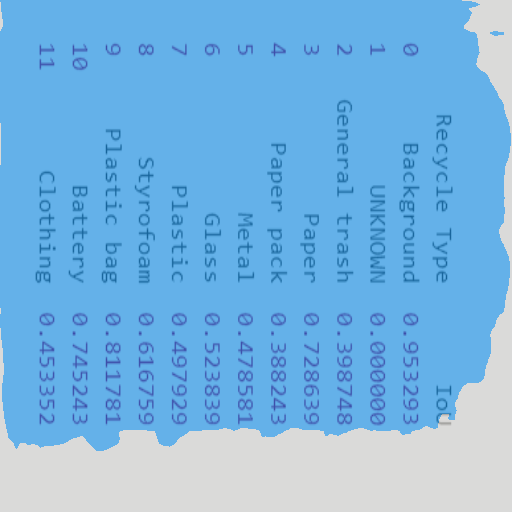 Recycle Type IoU
0 Background 0.953293
1 UNKNOWN 0.000000
2 General trash 0.398748
3 Paper 0.728639
4 Paper pack 0.388243
5 Metal 0.478581
6 Glass 0.523839
7 Plastic 0.497929
8 Styrofoam 0.616759
9 Plastic bag 0.811781
10 Battery 0.745243
11 Clothing 0.453352